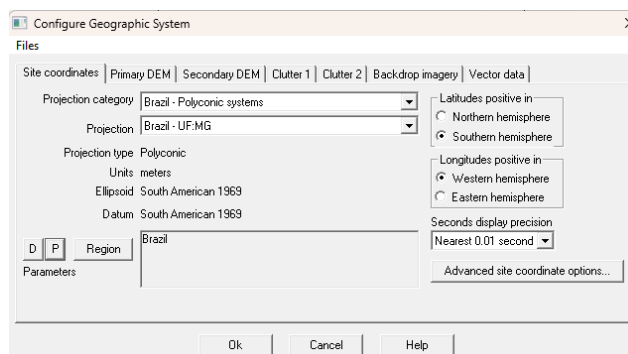 Configure Geographic System
Files
Site coordinates Primary DEM Secondary DEM Clutter 1 Clutter 2 Backdrop imagery Vector data
Projection category Brazil - Polyconic systems
Projection Brazil - UF:MG
Projection type Polyconic
Units meters
Ellipsoid South American 1969
Datum South American 1969
D P Region
Parameters
Brazil
Latitudes positive in
Northern hemisphere
Southern hemisphere
Longitudes positive in
Western hemisphere
Eastern hemisphere
Seconds display precision
Nearest 0.01 second
Advanced site coordinate options...
Ok Cancel Help